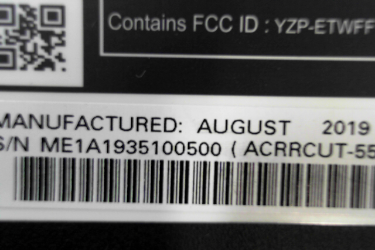 Contains FCC ID : YZP-ETWFF
MANUFACTURED: AUGUST 2019
S/N ME1A1935100500 ( ACRRCUT-55